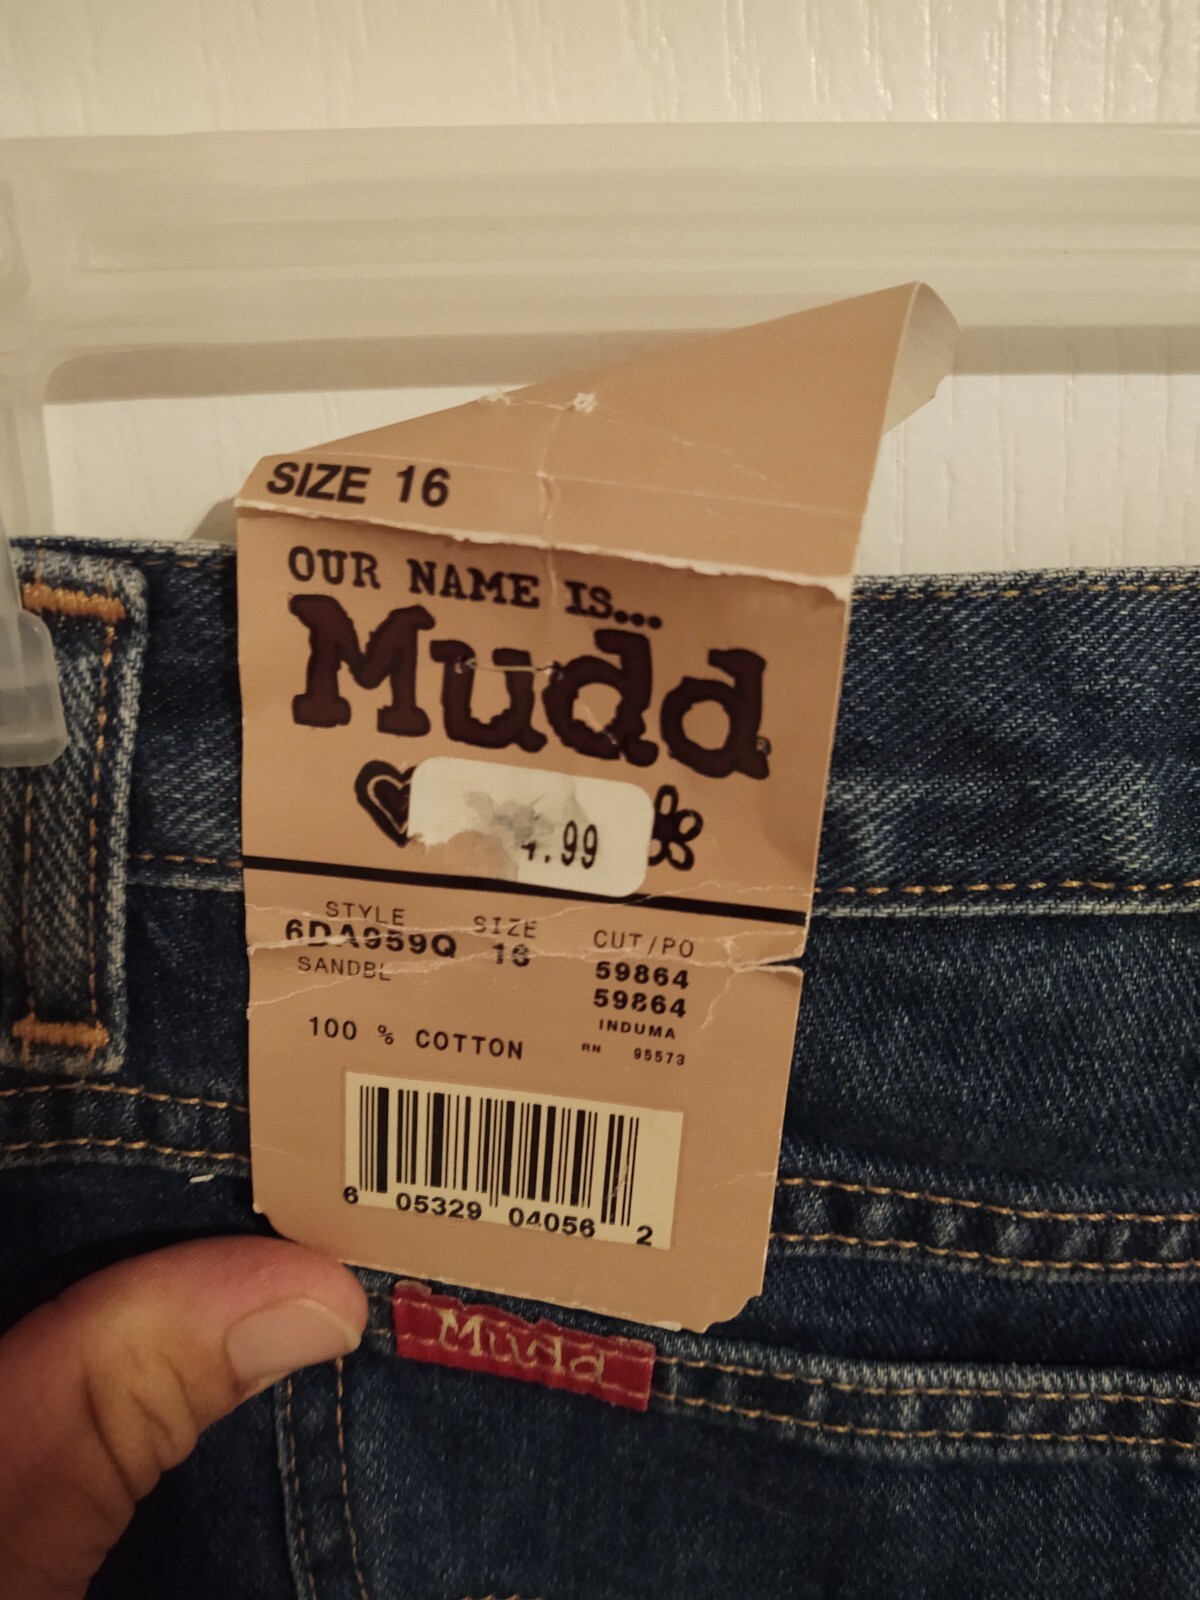 SIZE 16
OUR NAME IS...
Mudd
®
4.99
STYLE SIZE CUT/PO
6DA959Q 16 59864
SANDBL 59864
INDUMA
100 % COTTON RN 95573
6 05329 04056 2
Mudd